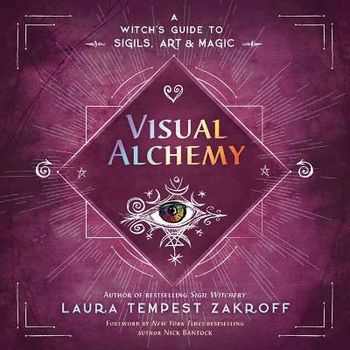 A
WITCH'S GUIDE TO
SIGILS, ART & MAGIC
VISUAL
ALCHEMY
AUTHOR OF BESTSELLING SIGIL WITCHERY
LAURA TEMPEST ZAKROFF
FOREWORD BY NEW YORK TIMES BESTSELLING
AUTHOR NICK BANTOCK